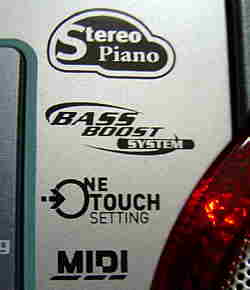 Stereo
Piano
BASS
BOOST
SYSTEM
ONE
TOUCH
SETTING
MIDI